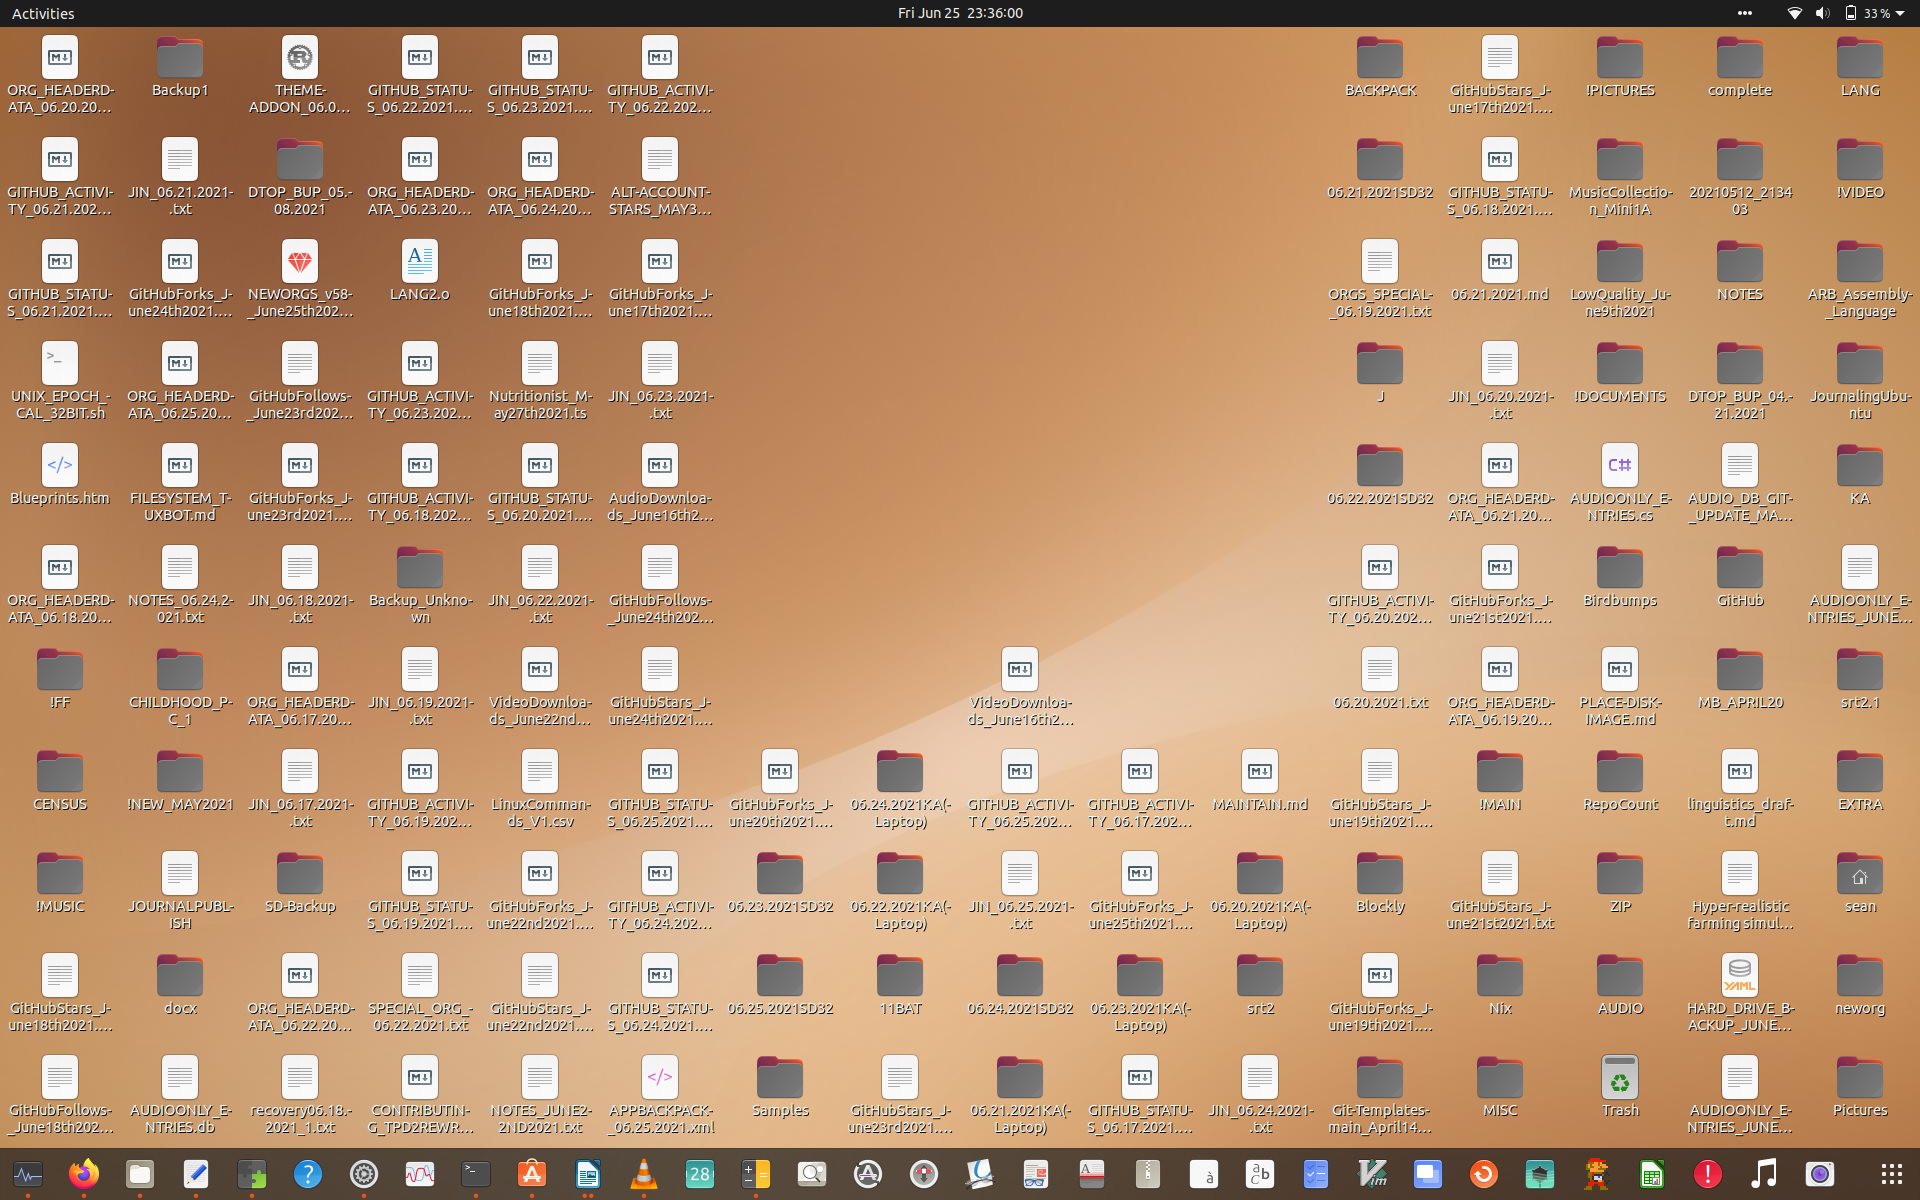 Activities
Fri Jun 25 23:36:00
33 %
ORG_HEADERD-
ATA_06.20.20...
Backup1
THEME-
ADDON_06.0...
GITHUB_STATU-
S_06.22.2021....
GITHUB_STATU-
S_06.23.2021....
GITHUB_ACTIVI-
TY_06.22.202...
BACKPACK
GitHubStars_J-
une17th2021....
!PICTURES
complete
LANG
GITHUB_ACTIVI-
TY_06.21.202...
JIN_06.21.2021-
.txt
DTOP_BUP_05.-
08.2021
ORG_HEADERD-
ATA_06.23.20...
ORG_HEADERD-
ATA_06.24.20...
ALT-ACCOUNT-
STARS_MAY3...
06.21.2021SD32
GITHUB_STATU-
S_06.18.2021....
MusicCollectio-
n_Mini1A
20210512_2134
03
!VIDEO
GITHUB_STATU-
S_06.21.2021....
GitHubForks_J-
une24th2021....
NEWORGS_v58-
_June25th202...
LANG2.o
GitHubForks_J-
une18th2021....
GitHubForks_J-
une17th2021....
ORGS_SPECIAL-
_06.19.2021.txt
06.21.2021.md
LowQuality_Ju-
ne9th2021
NOTES
ARB_Assembly-
_Language
UNIX_EPOCH_-
CAL_32BIT.sh
ORG_HEADERD-
ATA_06.25.20...
GitHubFollows-
_June23rd202...
GITHUB_ACTIVI-
TY_06.23.202...
Nutritionist_M-
ay27th2021.ts
JIN_06.23.2021-
.txt
J
JIN_06.20.2021-
.txt
!DOCUMENTS
DTOP_BUP_04.-
21.2021
JournalingUbu-
ntu
Blueprints.htm
FILESYSTEM_T-
UXBOT.md
GitHubForks_J-
une23rd2021....
GITHUB_ACTIVI-
TY_06.18.202...
GITHUB_STATU-
S_06.20.2021....
AudioDownloa-
ds_June16th2...
06.22.2021SD32
ORG_HEADERD-
ATA_06.21.20...
C#
AUDIOONLY_E-
NTRIES.cs
AUDIO_DB_GIT-
_UPDATE_MA...
KA
ORG_HEADERD-
ATA_06.18.20...
NOTES_06.24.2-
021.txt
JIN_06.18.2021-
.txt
Backup_Unkno-
wn
JIN_06.22.2021-
.txt
GitHubFollows-
_June24th202...
GITHUB_ACTIVI-
TY_06.20.202...
GitHubForks_J-
une21st2021....
Birdbumps
GitHub
AUDIOONLY_E-
NTRIES_JUNE...
!FF
CHILDHOOD_P-
C_1
ORG_HEADERD-
ATA_06.17.20...
JIN_06.19.2021-
.txt
VideoDownloa-
ds_June22nd...
GitHubStars_J-
une24th2021....
VideoDownloa-
ds_June16th2...
06.20.2021.txt
ORG_HEADERD-
ATA_06.19.20...
PLACE-DISK-
IMAGE.md
MB_APRIL20
srt2.1
CENSUS
!NEW_MAY2021
JIN_06.17.2021-
.txt
GITHUB_ACTIVI-
TY_06.19.202...
LinuxComman-
ds_V1.csv
GITHUB_STATU-
S_06.25.2021....
GitHubForks_J-
une20th2021....
06.24.2021KA(-
Laptop)
GITHUB_ACTIVI-
TY_06.25.202...
GITHUB_ACTIVI-
TY_06.17.202...
MAINTAIN.md
GitHubStars_J-
une19th2021....
!MAIN
RepoCount
linguistics_draf-
t.md
EXTRA
!MUSIC
JOURNALPUBL-
ISH
SD-Backup
GITHUB_STATU-
S_06.19.2021....
GitHubForks_J-
une22nd2021....
GITHUB_ACTIVI-
TY_06.24.202...
06.23.2021SD32
06.22.2021KA(-
Laptop)
JIN_06.25.2021-
.txt
GitHubForks_J-
une25th2021....
06.20.2021KA(-
Laptop)
Blockly
GitHubStars_J-
une21st2021.txt
ZIP
Hyper-realistic
farming simul...
sean
GitHubStars_J-
une18th2021....
docx
ORG_HEADERD-
ATA_06.22.20...
SPECIAL_ORG_-
06.22.2021.txt
GitHubStars_J-
une22nd2021....
GITHUB_STATU-
S_06.24.2021....
06.25.2021SD32
11BAT
06.24.2021SD32
06.23.2021KA(-
Laptop)
srt2
GitHubForks_J-
une19th2021....
Nix
AUDIO
YAML
HARD_DRIVE_B-
ACKUP_JUNE...
neworg
GitHubFollows-
_June18th202...
AUDIOONLY_E-
NTRIES.db
recovery06.18.-
2021_1.txt
CONTRIBUTIN-
G_TPD2REWR...
NOTES_JUNE2-
2ND2021.txt
APPBACKPACK-
_06.25.2021.xml
Samples
GitHubStars_J-
une23rd2021....
06.21.2021KA(-
Laptop)
GITHUB_STATU-
S_06.17.2021....
JIN_06.24.2021-
.txt
Git-Templates-
main_April14...
MISC
Trash
AUDIOONLY_E-
NTRIES_JUNE...
Pictures
28